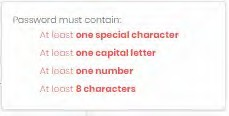 Password must contain:
At least one special character
At least one capital letter
At least one number
At least 8 characters